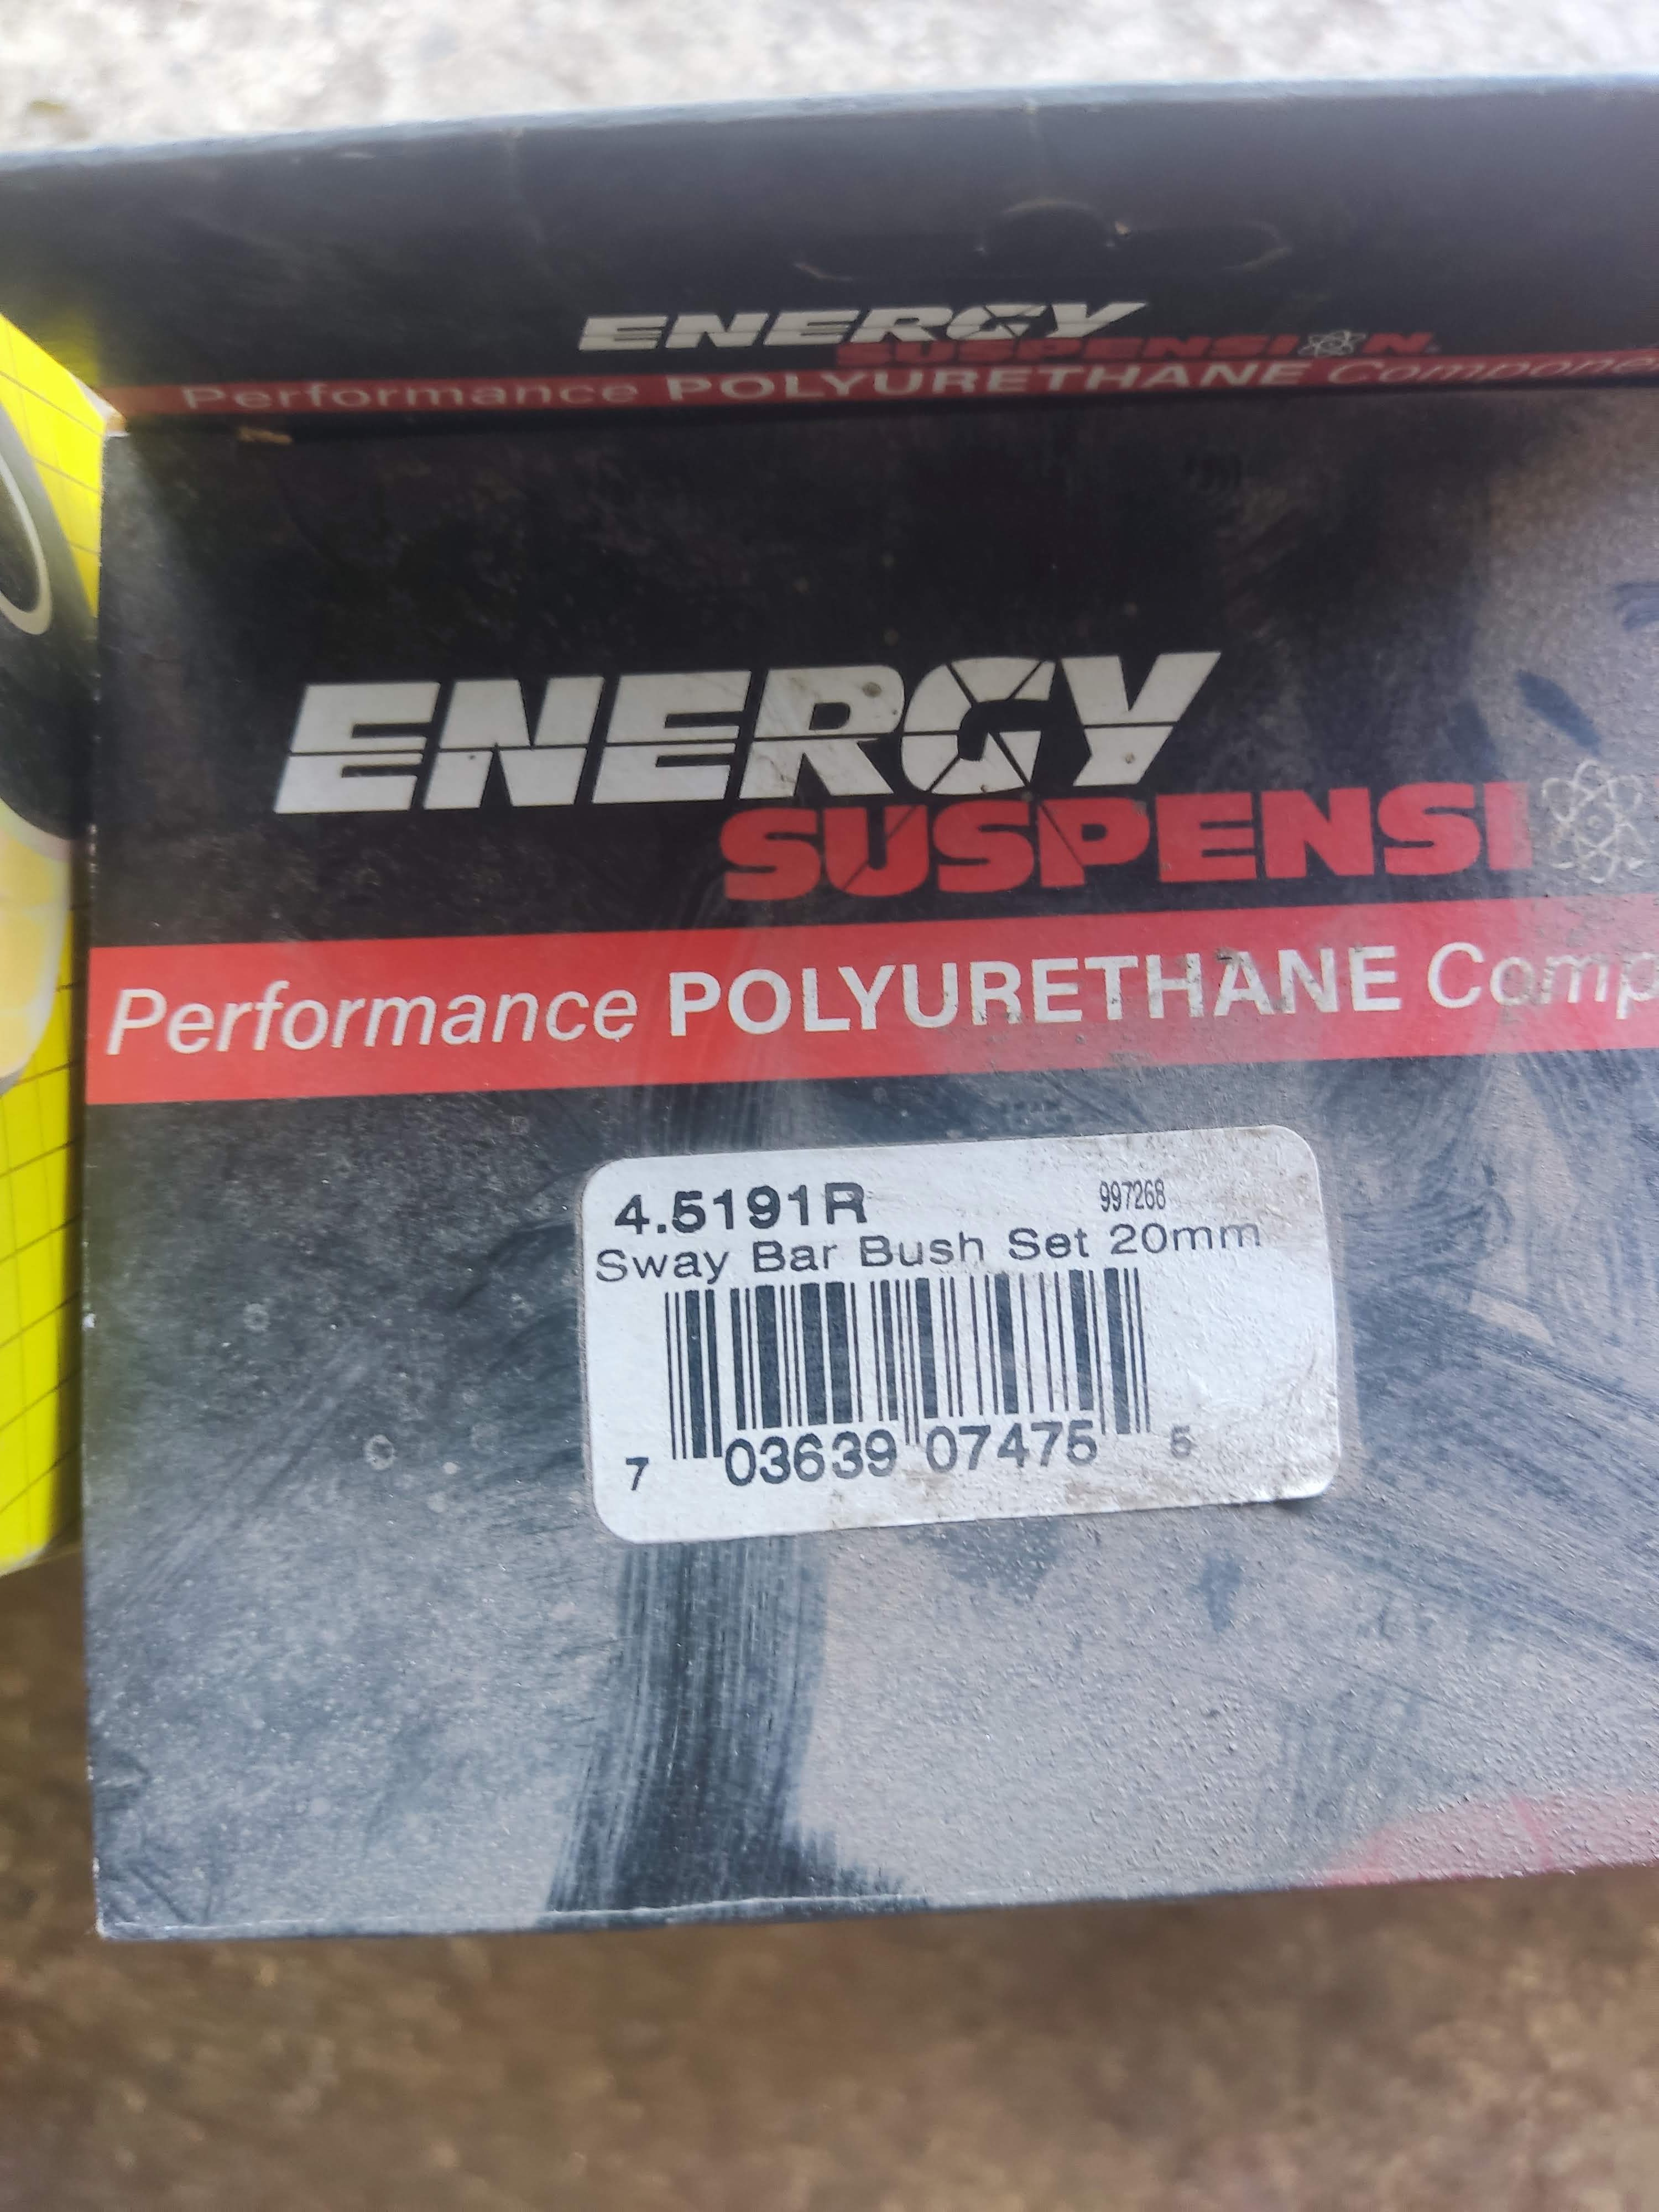 ENERGY
SUSPENSION
Performance POLYURETHANE Compone
ENERGY
SUSPENSI
Performance POLYURETHANE Comp
4.5191R 997268
Sway Bar Bush Set 20mm
7 03639 07475 5